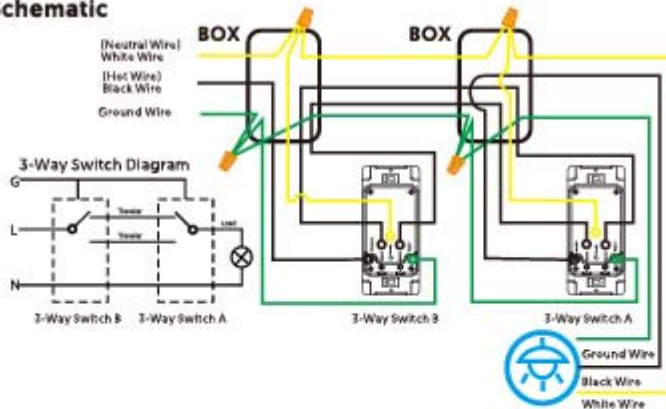 Schematic
BOX
BOX
(Neutral Wire)
White Wire
(Hot Wire)
Black Wire
Ground Wire
3-Way Switch Diagram
G
Traveler
Load
L
Traveler
N
3-Way Switch B
3-Way Switch A
3-Way Switch B
3-Way Switch A
Ground Wire
Black Wire
White Wire